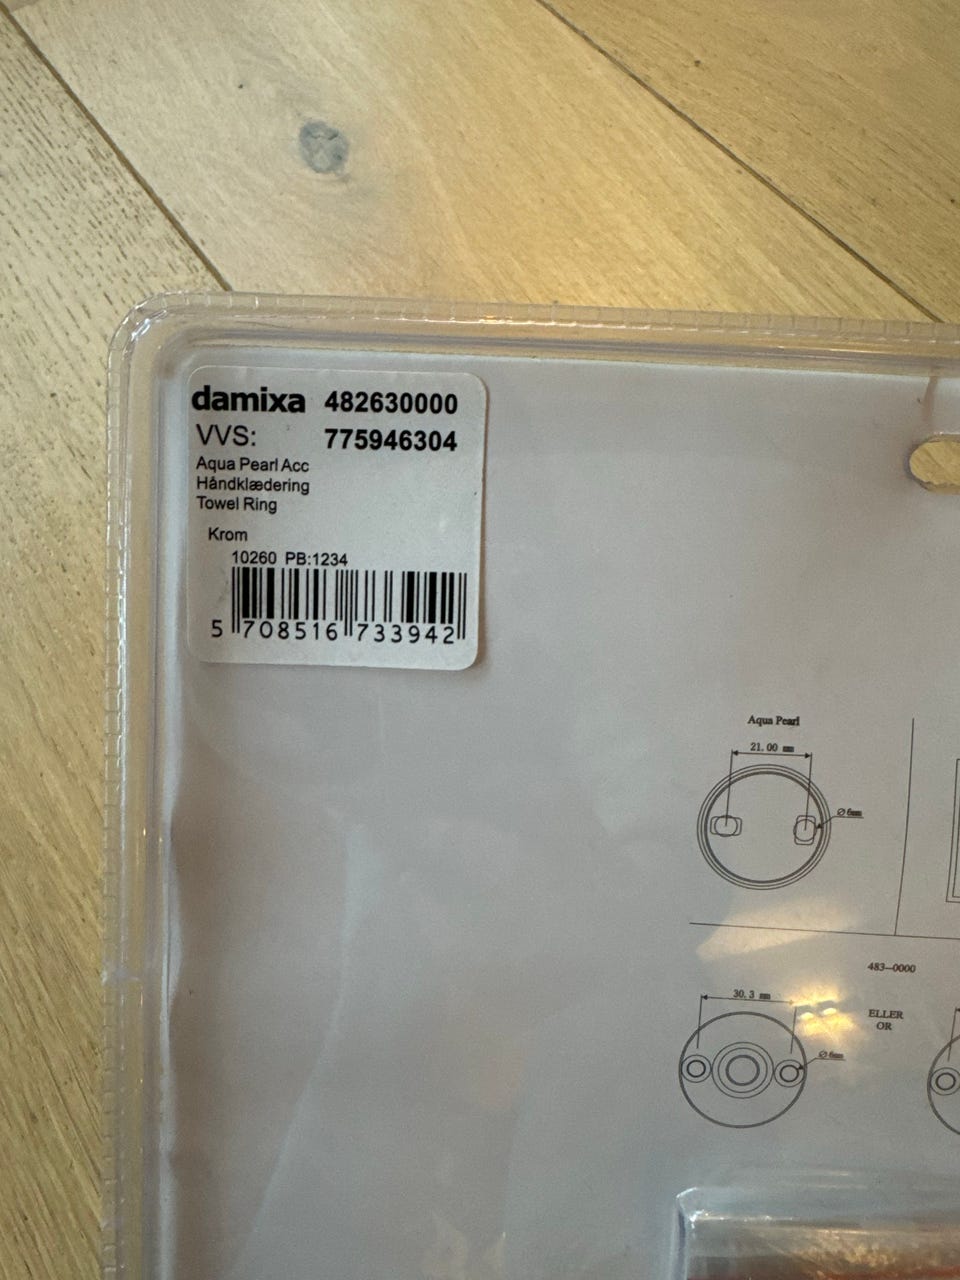 damixa 482630000
VVS: 775946304
Aqua Pearl Acc
Håndklædering
Towel Ring
Krom
10260 PB:1234
5 708516 733942
Aqua Pearl
21.00 mm
Ø 6mm
483-0000
30.3 mm
ELLER
OR
Ø 6mm